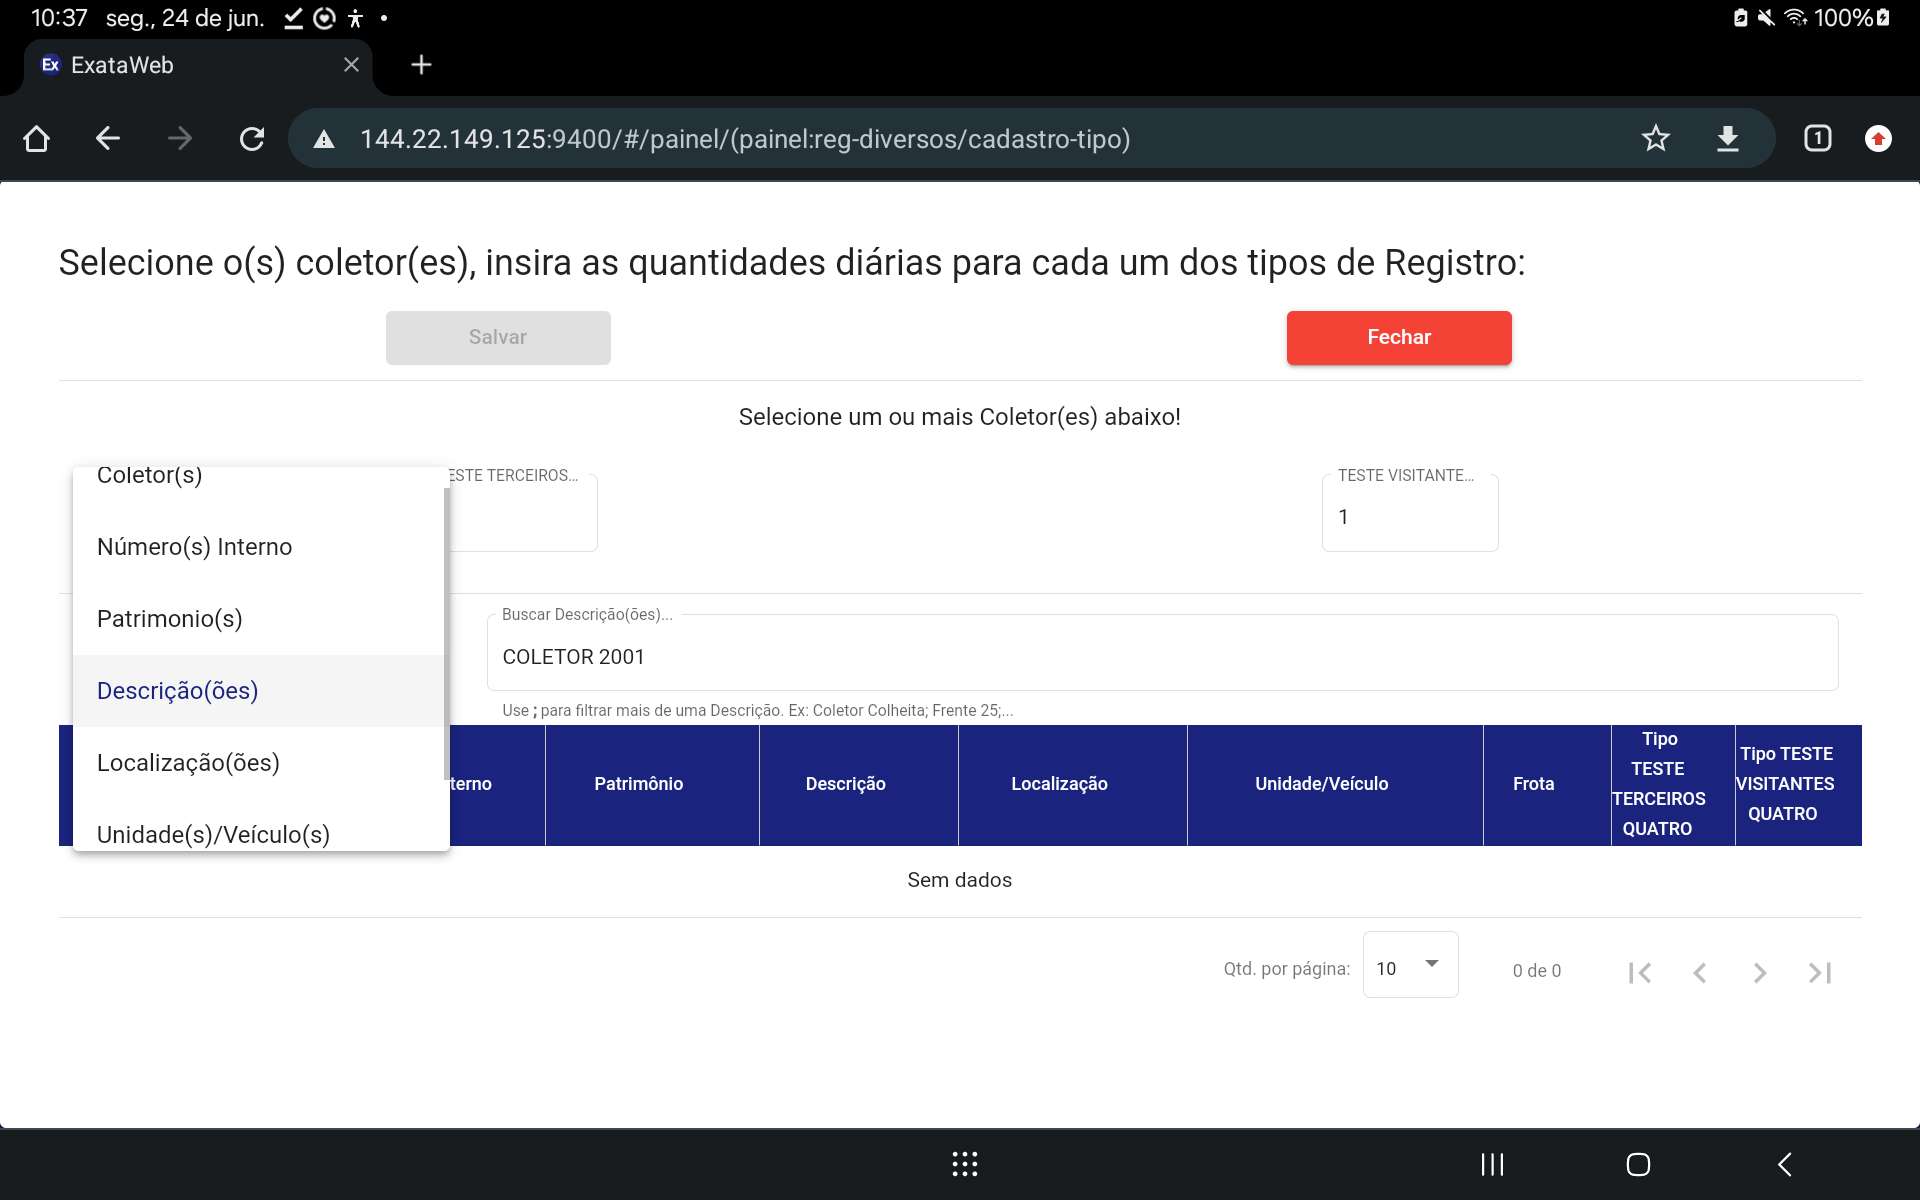 10:37 seg., 24 de jun. 100%
Ex ExataWeb
144.22.149.125:9400/#/painel/(painel:reg-diversos/cadastro-tipo) 1
Selecione o(s) coletor(es), insira as quantidades diárias para cada um dos tipos de Registro:
Salvar Fechar
Selecione um ou mais Coletor(es) abaixo!
Coletor(s)
Número(s) Interno
Patrimonio(s)
Descrição(ões)
Localização(ões)
Unidade(s)/Veículo(s)
ESTE TERCEIROS...
TESTE VISITANTE...
1
Buscar Descrição(ões)...
COLETOR 2001
Use ; para filtrar mais de uma Descrição. Ex: Coletor Colheita; Frente 25;...
terno Patrimônio Descrição Localização Unidade/Veículo Frota
Tipo
TESTE
TERCEIROS
QUATRO
Tipo TESTE
VISITANTES
QUATRO
Sem dados
Qtd. por página: 10 0 de 0